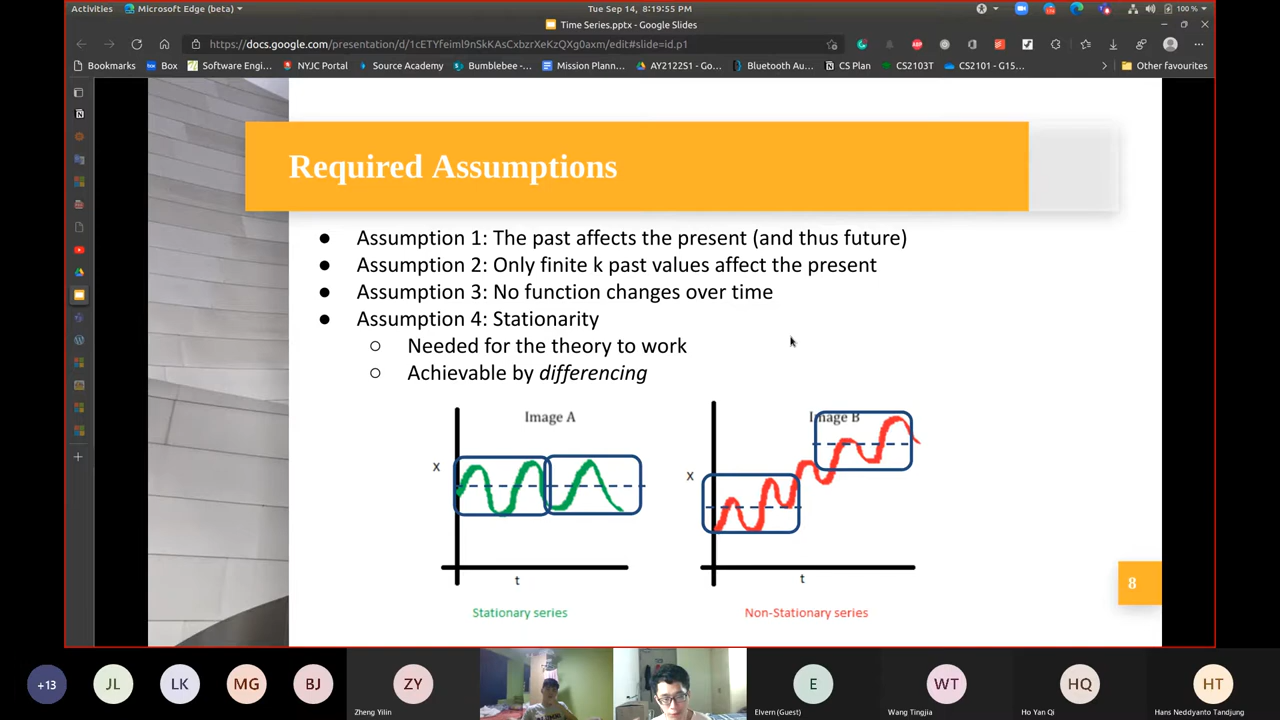 Activities
Microsoft Edge (beta)
Tue Sep 14, 8:19:55 PM
100 %
Time Series.pptx - Google Slides
https://docs.google.com/presentation/d/1cETYfeiml9nSkKAsCxbzrXeKzQXg0axm/edit#slide=id.p1
Bookmarks
Box
Software Engi...
NYJC Portal
Source Academy
Bumblebee -...
Mission Plann...
AY2122S1 - Go...
Bluetooth Au...
CS Plan
CS2103T
CS2101 - G15...
Other favourites
Required Assumptions
● Assumption 1: The past affects the present (and thus future)
● Assumption 2: Only finite k past values affect the present
● Assumption 3: No function changes over time
● Assumption 4: Stationarity
○ Needed for the theory to work
○ Achievable by differencing
Image A
x
t
Stationary series
Image B
x
t
Non-Stationary series
8
+13
JL
LK
MG
BJ
ZY
Zheng Yilin
E
Elvern (Guest)
WT
Wang Tingjia
HQ
Ho Yan Qi
HT
Hans Neddyanto Tandjung